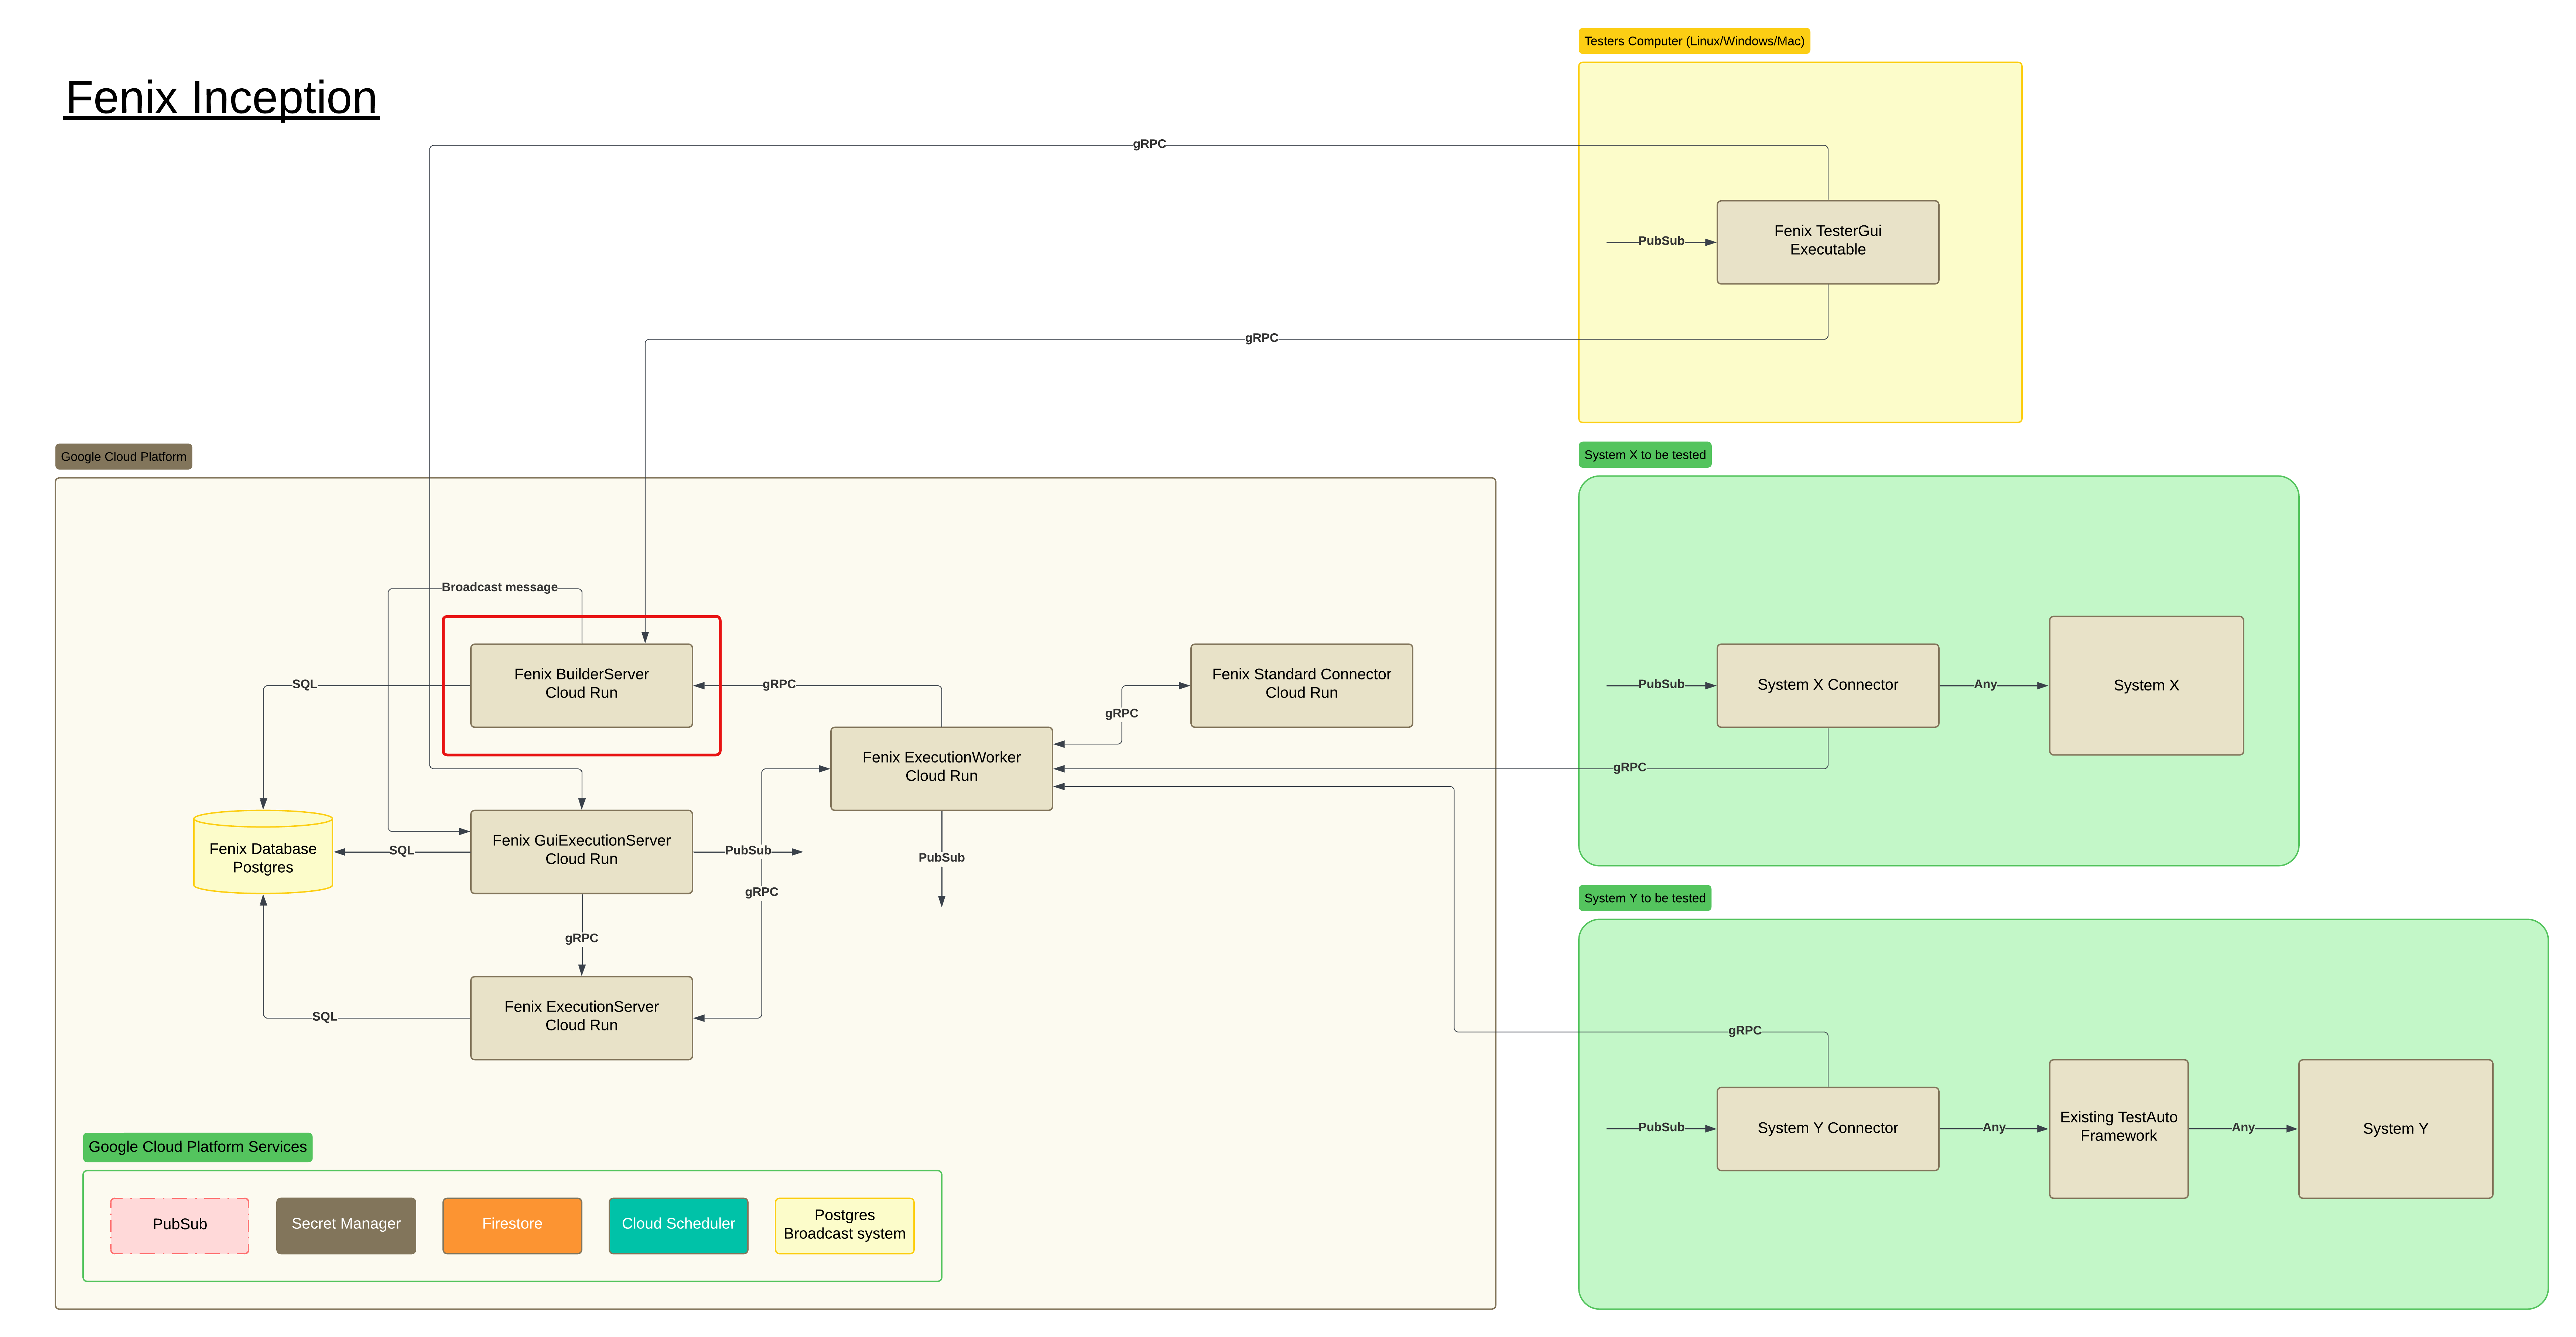 Fenix Inception
Testers Computer (Linux/Windows/Mac)
gRPC
PubSub
Fenix TesterGui
Executable
gRPC
Google Cloud Platform
Broadcast message
Fenix BuilderServer
Cloud Run
SQL
gRPC
Fenix Standard Connector
Cloud Run
gRPC
Fenix ExecutionWorker
Cloud Run
Fenix Database
Postgres
SQL
Fenix GuiExecutionServer
Cloud Run
PubSub
gRPC
PubSub
gRPC
SQL
Fenix ExecutionServer
Cloud Run
System X to be tested
PubSub
System X Connector
Any
System X
gRPC
System Y to be tested
gRPC
PubSub
System Y Connector
Any
Existing TestAuto
Framework
Any
System Y
Google Cloud Platform Services
PubSub
Secret Manager
Firestore
Cloud Scheduler
Postgres
Broadcast system